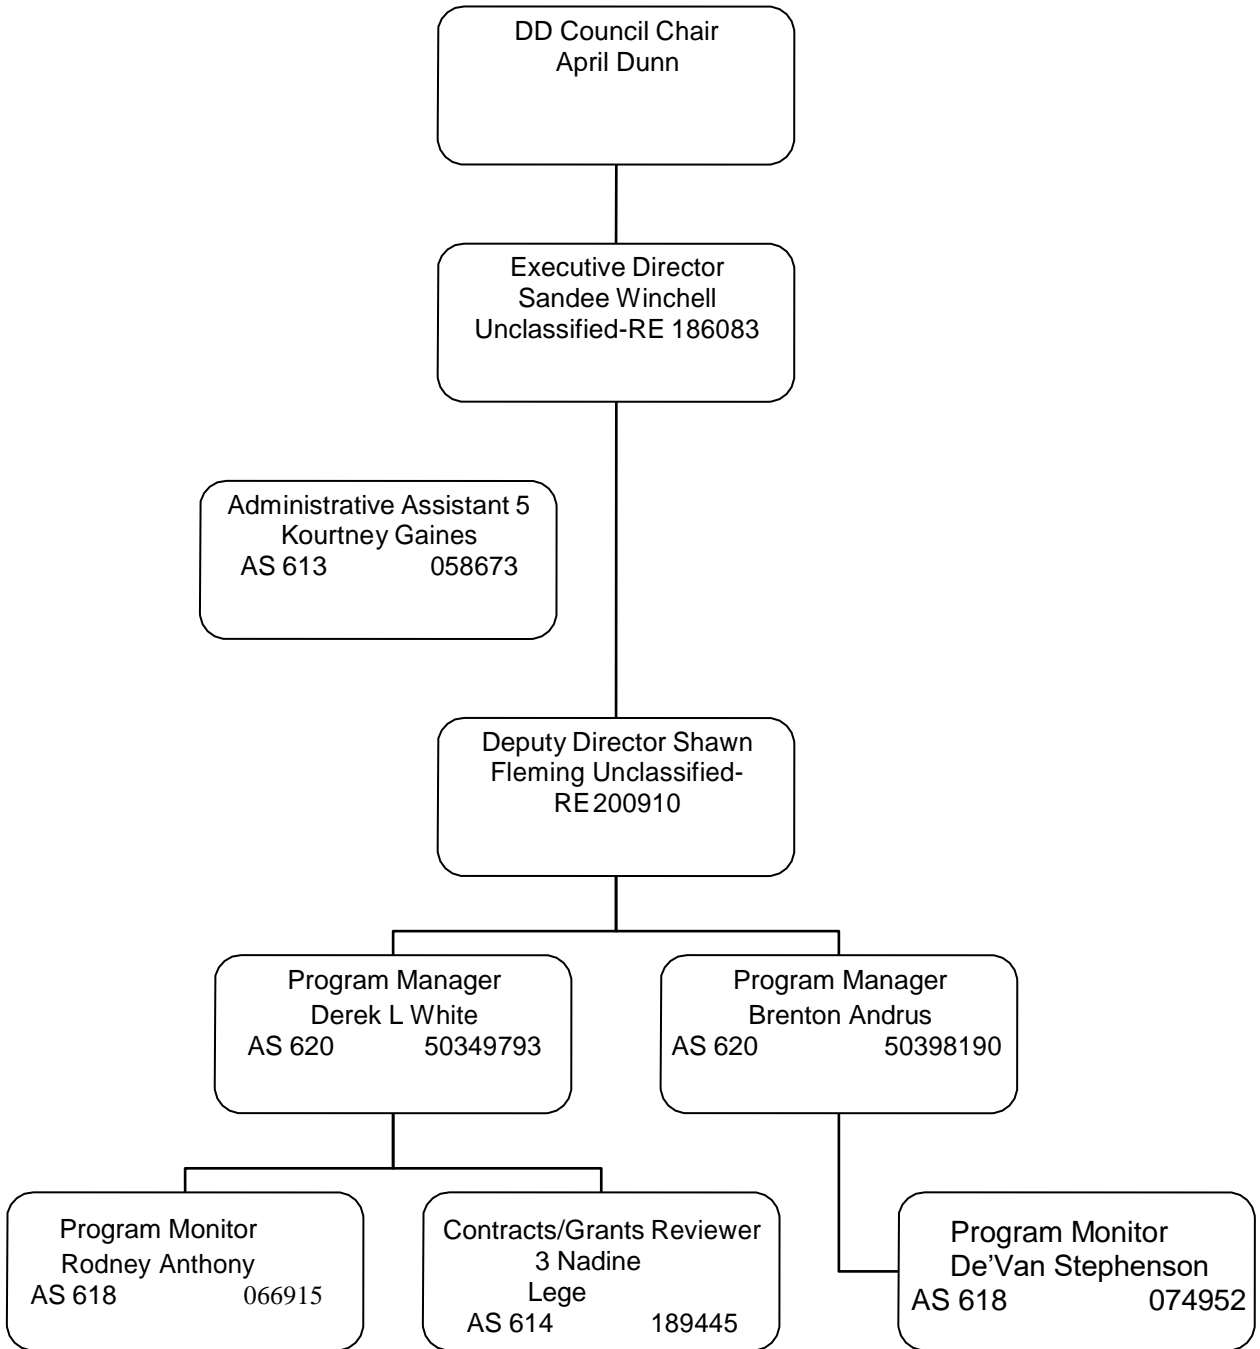 DD Council Chair
April Dunn
Executive Director
Sandee Winchell
Unclassified-RE 186083
Administrative Assistant 5
Kourtney Gaines
AS 613 058673
Deputy Director Shawn
Fleming Unclassified-
RE200910
Program Manager
Derek L White
AS 620 50349793
Program Manager
Brenton Andrus
AS 620 50398190
Program Monitor
Rodney Anthony
AS 618 066915
Contracts/Grants Reviewer
3 Nadine
Lege
AS 614 189445
Program Monitor
De’Van Stephenson
AS 618 074952